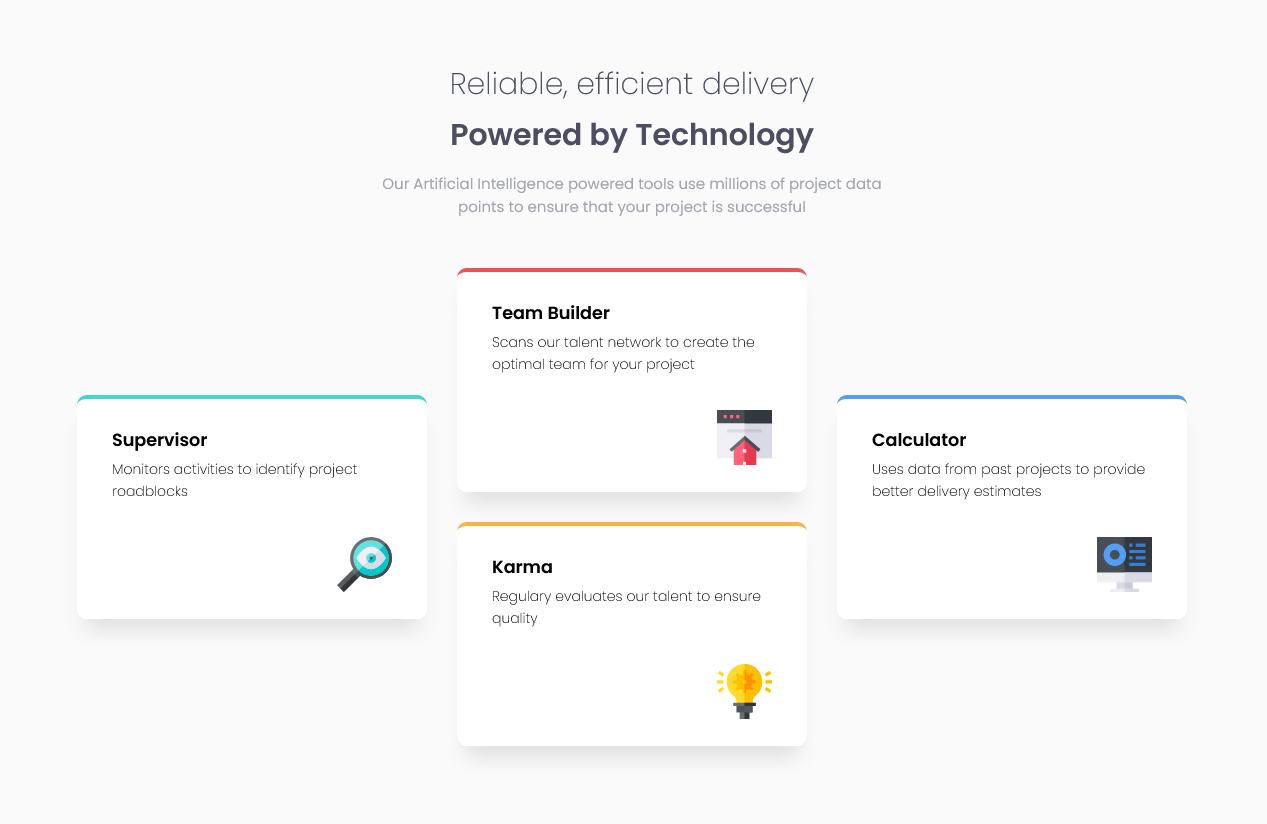 Reliable, efficient delivery
Powered by Technology
Our Artificial Intelligence powered tools use millions of project data
points to ensure that your project is successful
Supervisor
Monitors activities to identify project
roadblocks
Team Builder
Scans our talent network to create the
optimal team for your project
Karma
Regulary evaluates our talent to ensure
quality
Calculator
Uses data from past projects to provide
better delivery estimates